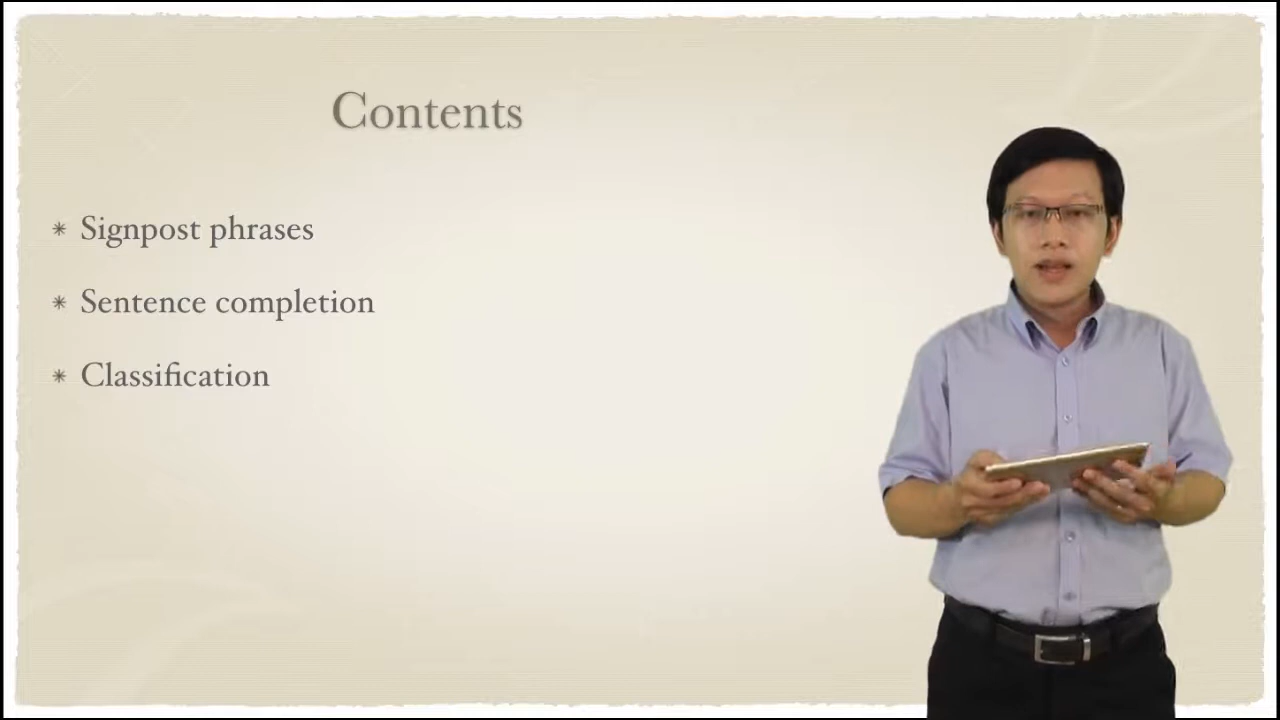 Contents
Signpost phrases
Sentence completion
Classification